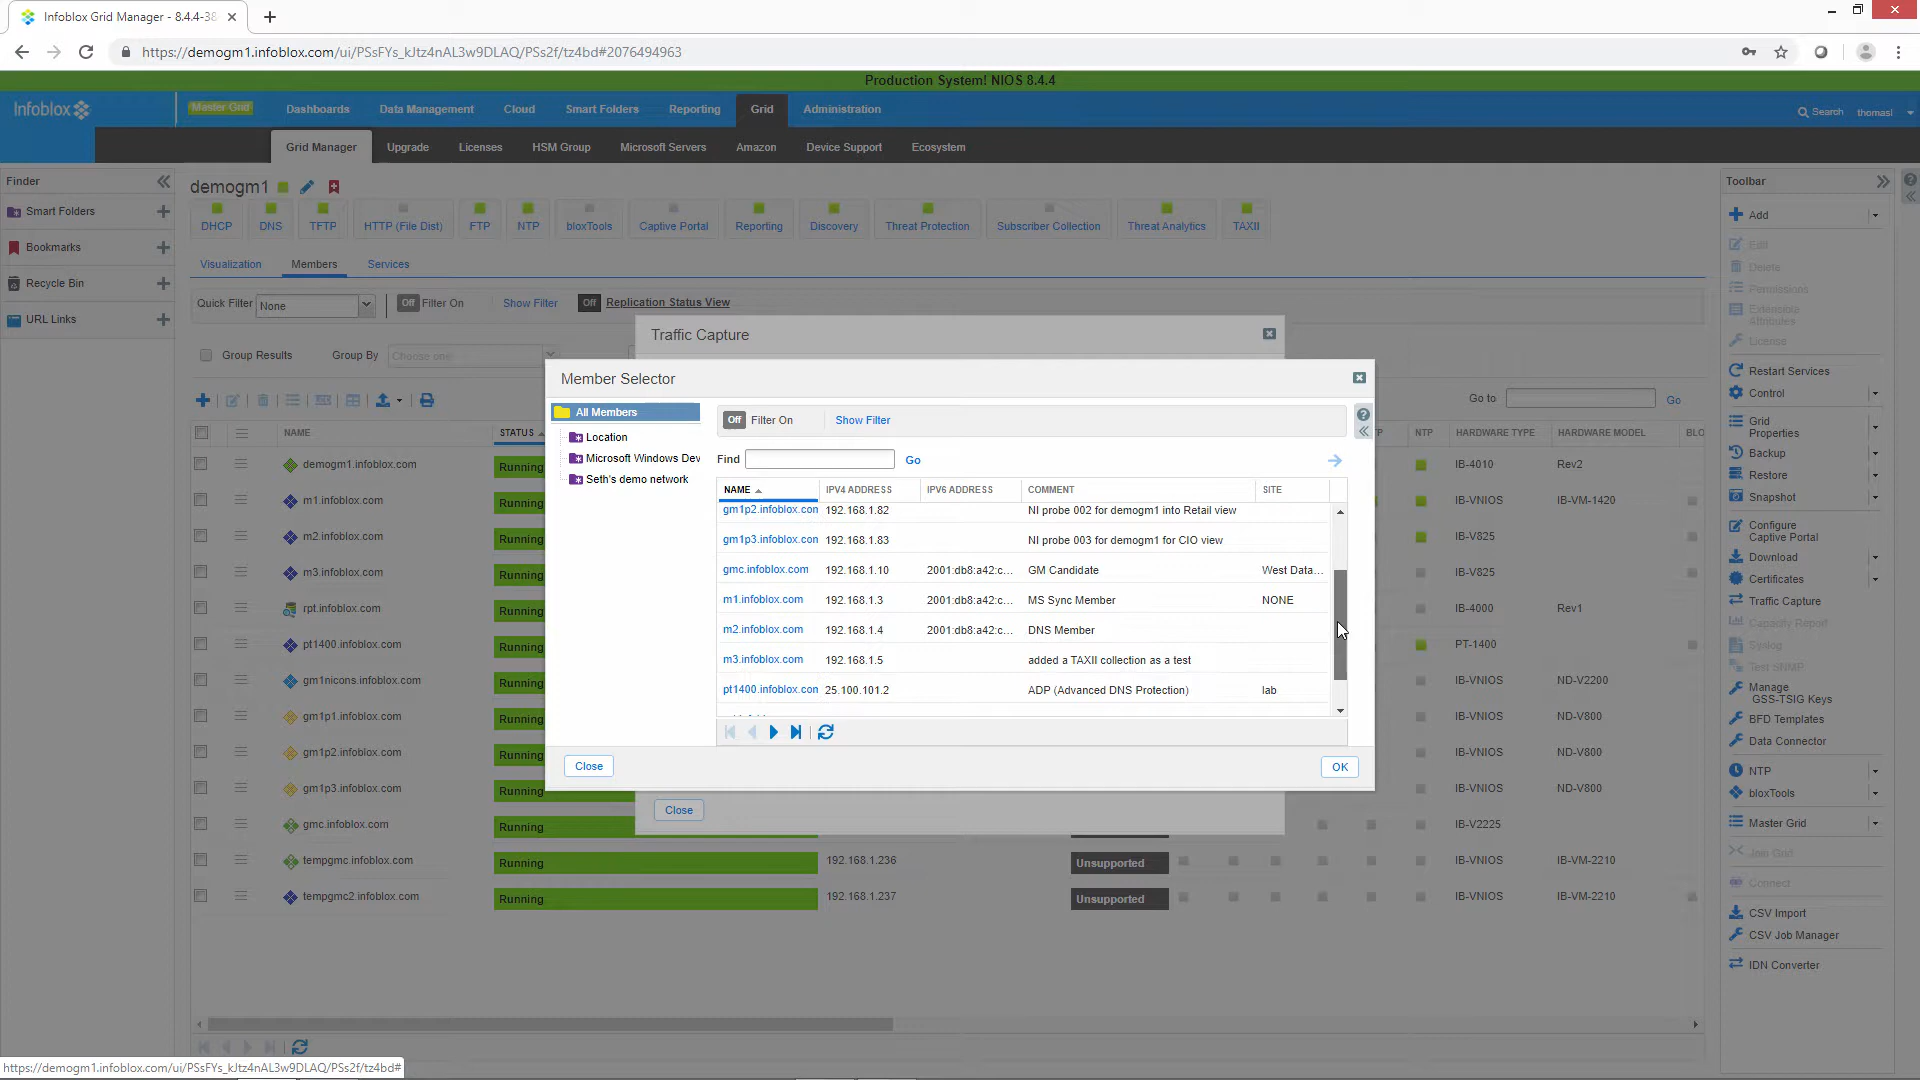 Infoblox Grid Manager - 8.4.4-38
https://demogm1.infoblox.com/ui/PSsFYs_kJtz4nAL3w9DLAQ/PSs2f/tz4bd#2076494963
Production System! NIOS 8.4.4
Infoblox
Master Grid
Dashboards
Data Management
Cloud
Smart Folders
Reporting
Grid
Administration
Search
thomasl
Grid Manager
Upgrade
Licenses
HSM Group
Microsoft Servers
Amazon
Device Support
Ecosystem
Finder
Smart Folders
Bookmarks
Recycle Bin
URL Links
demogm1
DHCP
DNS
TFTP
HTTP (File Dist)
FTP
NTP
bloxTools
Captive Portal
Reporting
Discovery
Threat Protection
Subscriber Collection
Threat Analytics
TAXII
Visualization
Members
Services
Quick Filter
None
Off
Filter On
Show Filter
Off
Replication Status View
Group Results
Group By
Choose one
Go to
Go
NAME
STATUS
NTP
HARDWARE TYPE
HARDWARE MODEL
BLO
demogm1.infoblox.com
Running
IB-4010
Rev2
m1.infoblox.com
Running
IB-VNIOS
IB-VM-1420
m2.infoblox.com
Running
IB-V825
m3.infoblox.com
Running
IB-V825
rpt.infoblox.com
Running
IB-4000
Rev1
pt1400.infoblox.com
Running
PT-1400
gm1nicons.infoblox.com
Running
ND-V2200
gm1p1.infoblox.com
Running
ND-V800
gm1p2.infoblox.com
Running
ND-V800
gm1p3.infoblox.com
Running
ND-V800
gmc.infoblox.com
Running
IB-V2225
tempgmc.infoblox.com
Running
192.168.1.236
Unsupported
IB-VNIOS
IB-VM-2210
tempgmc2.infoblox.com
Running
192.168.1.237
Unsupported
IB-VNIOS
IB-VM-2210
Traffic Capture
Member Selector
All Members
Location
Microsoft Windows Dev
Seth's demo network
Off
Filter On
Show Filter
Find
Go
NAME
IPV4 ADDRESS
IPV6 ADDRESS
COMMENT
SITE
gm1p2.infoblox.con
192.168.1.82
NI probe 002 for demogm1 into Retail view
gm1p3.infoblox.con
192.168.1.83
NI probe 003 for demogm1 for CIO view
gmc.infoblox.com
192.168.1.10
2001:db8:a42:c...
GM Candidate
West Data...
m1.infoblox.com
192.168.1.3
2001:db8:a42:c...
MS Sync Member
NONE
m2.infoblox.com
192.168.1.4
2001:db8:a42:c...
DNS Member
m3.infoblox.com
192.168.1.5
added a TAXII collection as a test
pt1400.infoblox.con
25.100.101.2
ADP (Advanced DNS Protection)
lab
Close
OK
Close
Toolbar
Add
Edit
Delete
Permissions
Extensible
Attributes
License
Restart Services
Control
Grid
Properties
Backup
Restore
Snapshot
Configure
Captive Portal
Download
Certificates
Traffic Capture
Capacity Report
Syslog
Test SNMP
Manage
GSS-TSIG Keys
BFD Templates
Data Connector
NTP
bloxTools
Master Grid
Join Grid
Connect
CSV Import
CSV Job Manager
IDN Converter
https://demogm1.infoblox.com/ui/PSsFYs_kJtz4nAL3w9DLAQ/PSs2f/tz4bd#